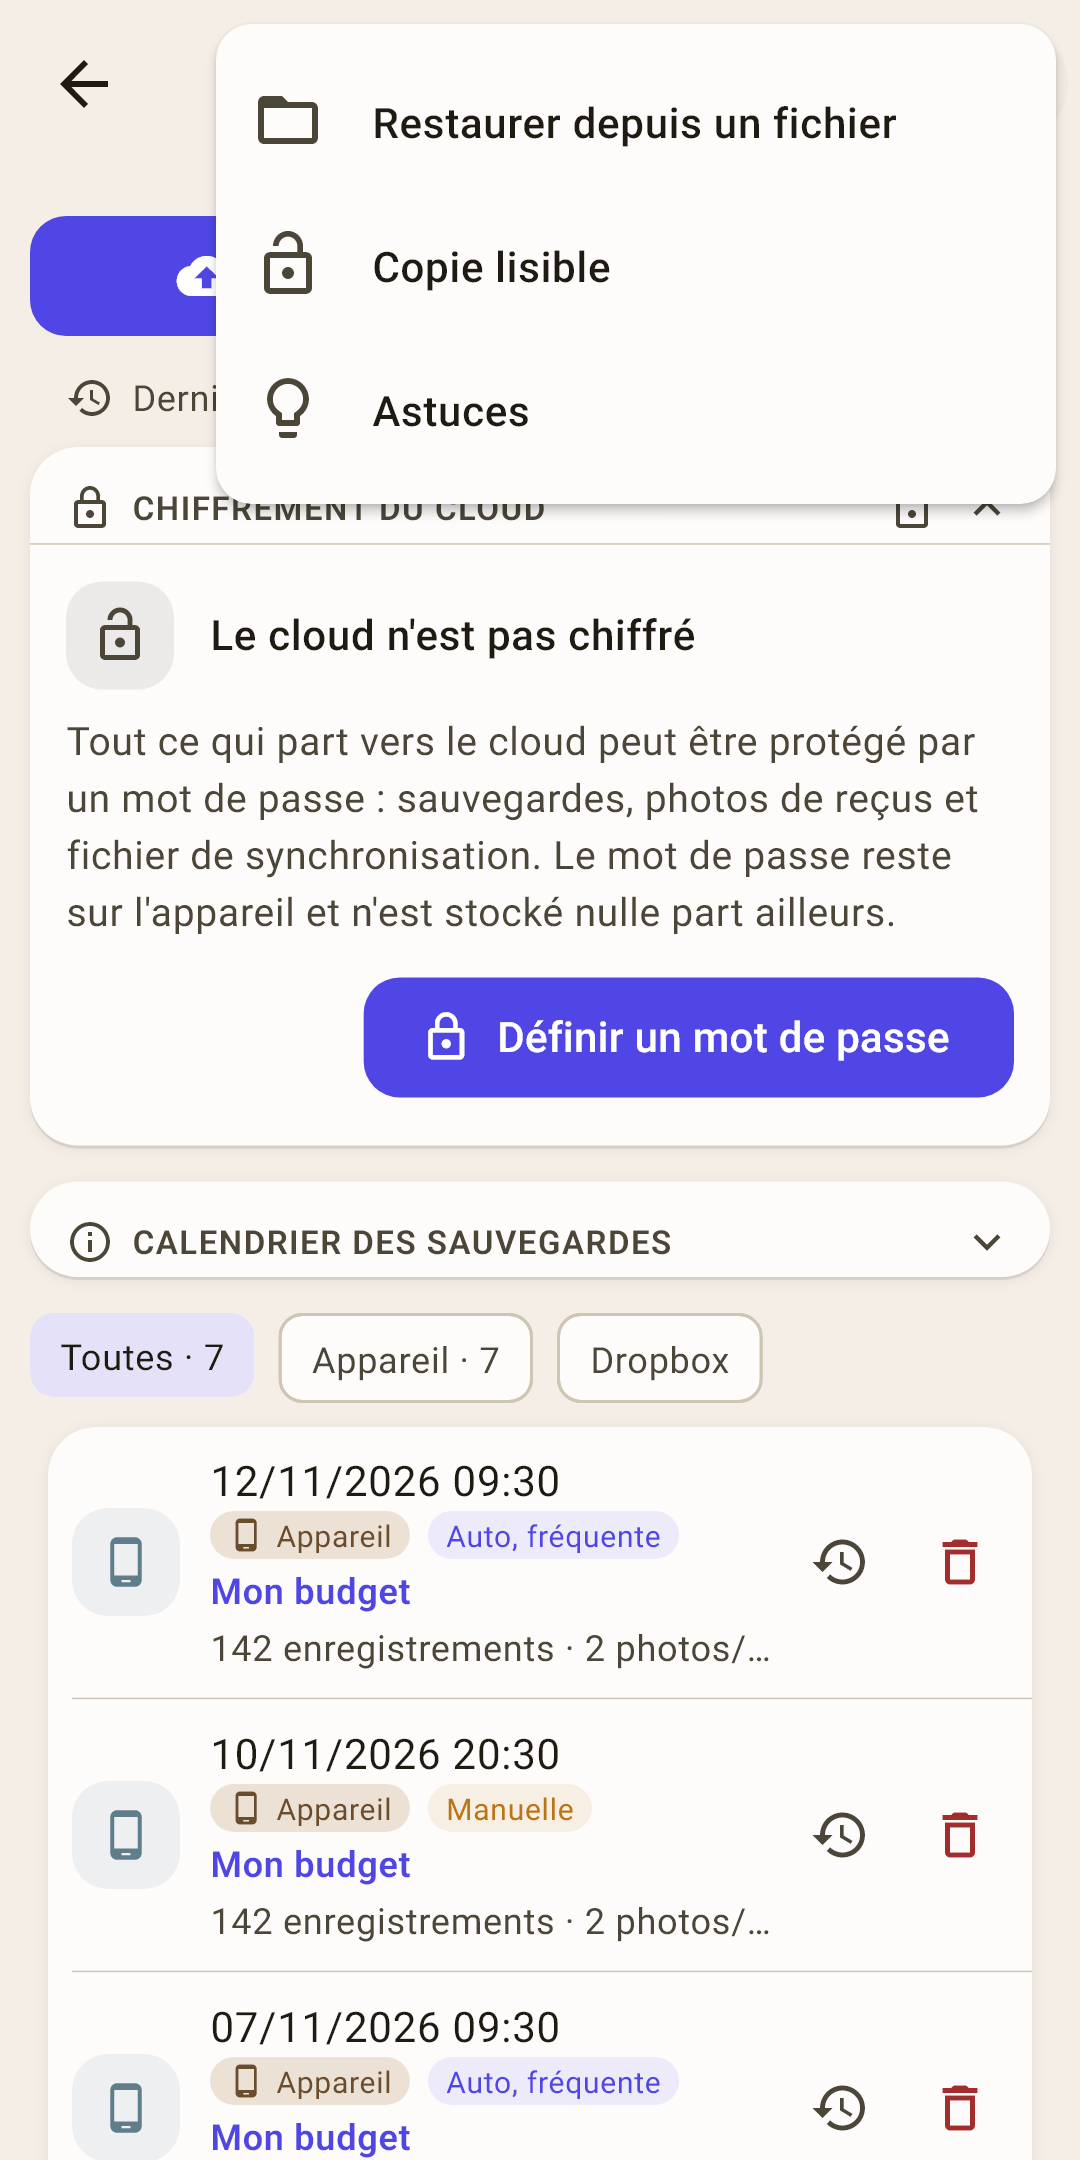 Restaurer depuis un fichier
Copie lisible
Astuces
CHIFFREMENT DU CLOUD
Le cloud n'est pas chiffré
Tout ce qui part vers le cloud peut être protégé par
un mot de passe : sauvegardes, photos de reçus et
fichier de synchronisation. Le mot de passe reste
sur l'appareil et n'est stocké nulle part ailleurs.
Définir un mot de passe
CALENDRIER DES SAUVEGARDES
Toutes · 7
Appareil · 7
Dropbox
12/11/2026 09:30
Appareil
Auto, fréquente
Mon budget
142 enregistrements · 2 photos/…
10/11/2026 20:30
Appareil
Manuelle
Mon budget
142 enregistrements · 2 photos/…
07/11/2026 09:30
Appareil
Auto, fréquente
Mon budget